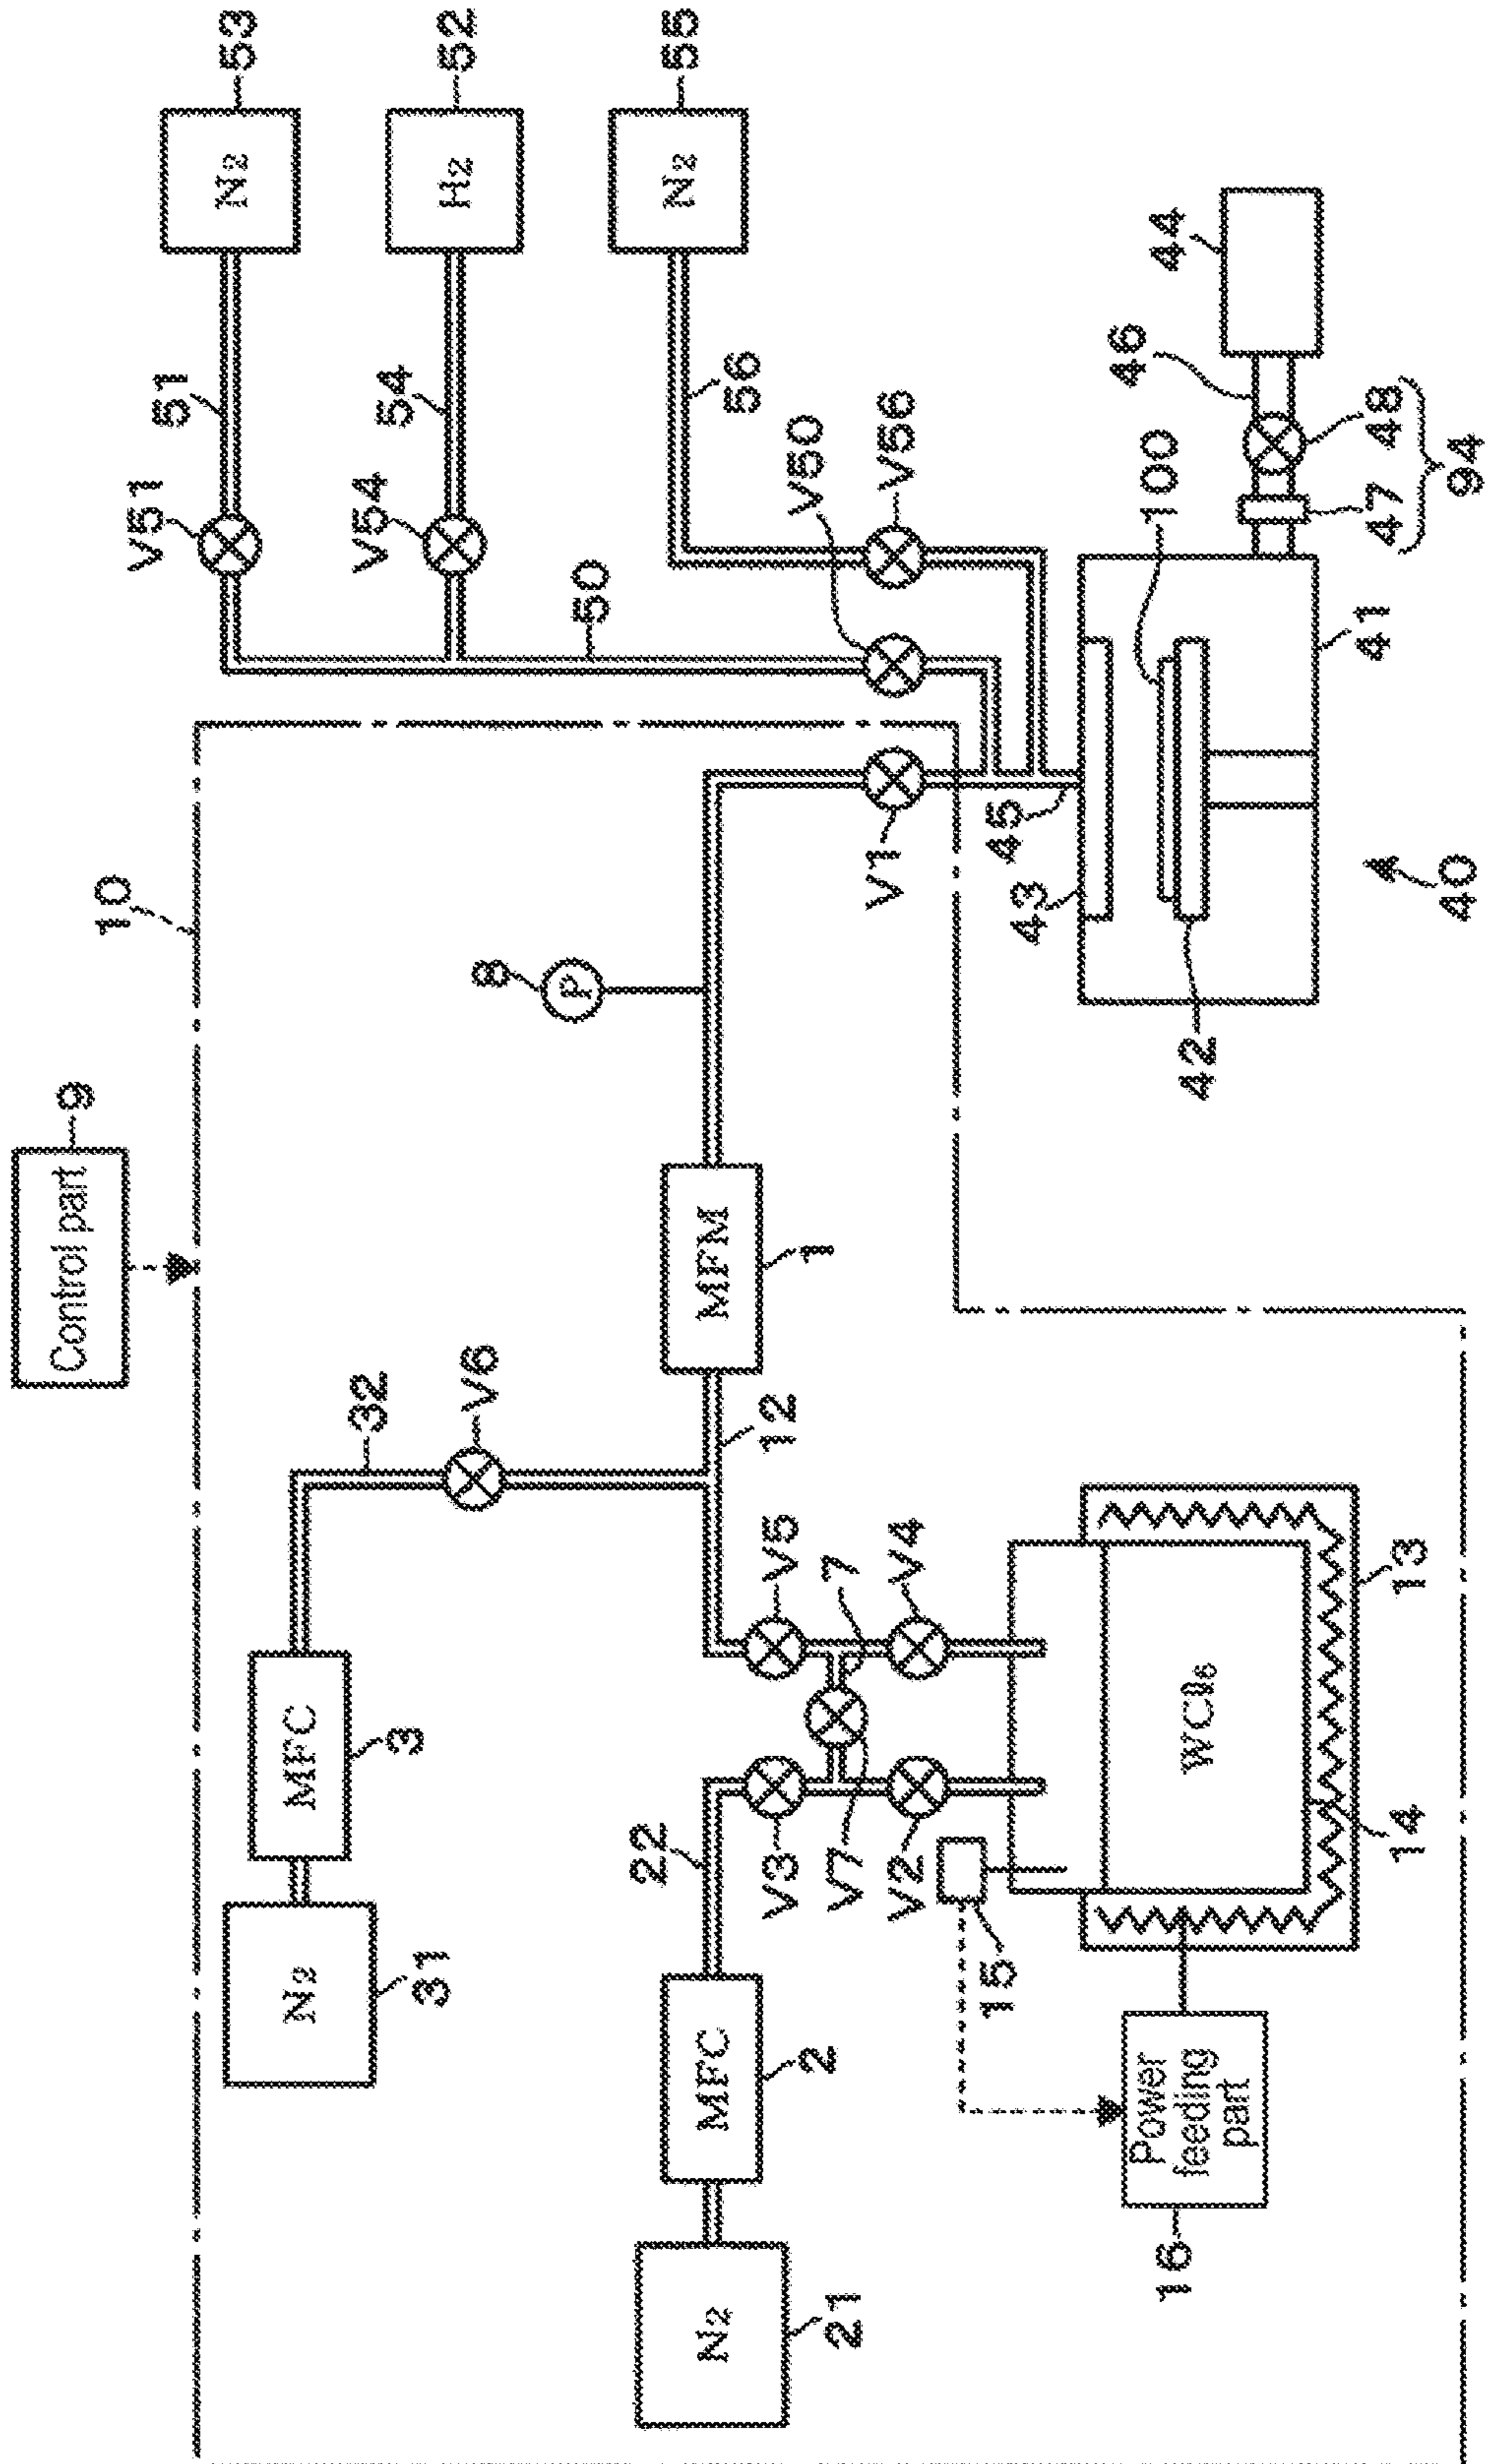 Control part
9
10
53
N2
51
V51
N2
31
MFC
3
32
V6
52
H2
54
V54
8
P
50
55
N2
56
N2
21
MFC
2
22
12
MFM
1
V5
V3
7
V7
V4
V2
V1
V50
V56
15
45
43
46
44
100
Power
feeding
part
16
WCl6
42
41
47
48
94
14
13
40